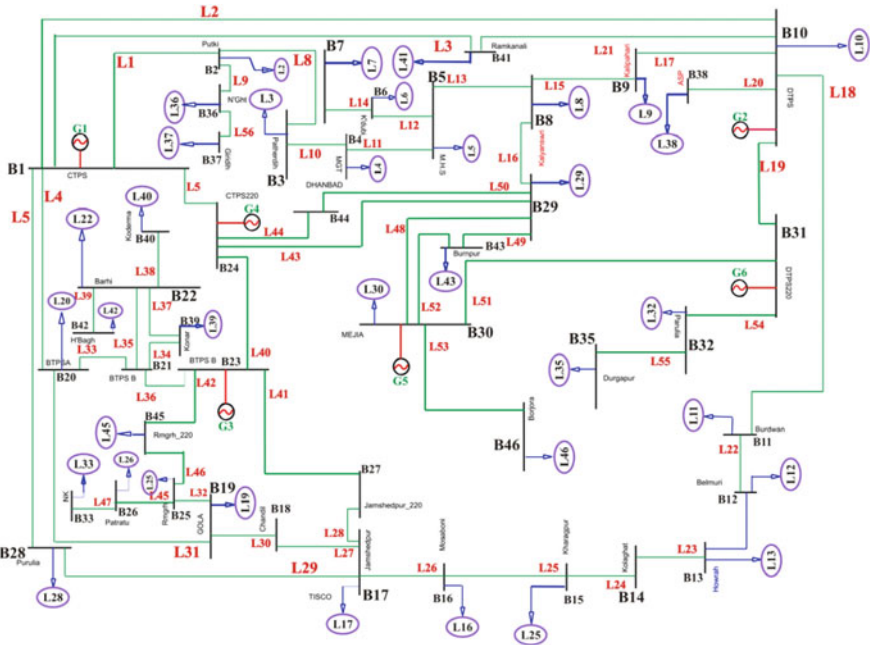 L2
B10
L10
L1
Putki
B2
L2
L8
B7
L7
L41
L3
Ramkanali
B41
L21
L17
Kalipahari
B9
L9
ASP
B38
L38
L20
DTPS
L18
L9
N'Ghi
L36
B36
L56
L37
B37
Giridih
L3
Patherdih
B3
L10
L14
B6
L6
K'dubi
L12
B4
L11
MGT
L4
B5
L13
M.H.S
L5
L15
B8
L8
Kalyanswri
L16
G2
L19
G1
B1
CTPS
L5
L4
L5
CTPS220
G4
B24
DHANBAD
B44
L44
L43
L50
B29
L29
L48
L49
B43
Burnpur
L43
B31
DTPS220
G6
L54
L22
L40
Koderma
B40
L38
Barhi
B22
L39
L37
L20
B42
L42
H'Bagh
L33
L35
B39
L39
Konar
L34
BTPSA
B20
B21
BTPS B
L36
BTPS B
B23
L42
G3
L40
L41
L30
MEJIA
B30
L52
L51
L53
G5
L32
Parulia
B32
B35
L35
Durgapur
L55
Borjora
B46
L46
L11
Burdwan
B11
L22
Belmuri
B12
L12
B45
L45
Rmgrh_220
L46
L33
NK
B33
L47
L26
B26
Patratu
L25
L45
Rmgrh
B25
L32
B19
L19
GOLA
L31
Chandil
B18
L30
B27
Jamshedpur_220
L28
L27
Jamshedpur
B28
Purulia
L28
L29
TISCO
B17
L17
Mosaboni
L26
B16
L16
Kharagpur
L25
B15
L25
Kolaghat
L24
B14
L23
B13
Howrah
L13